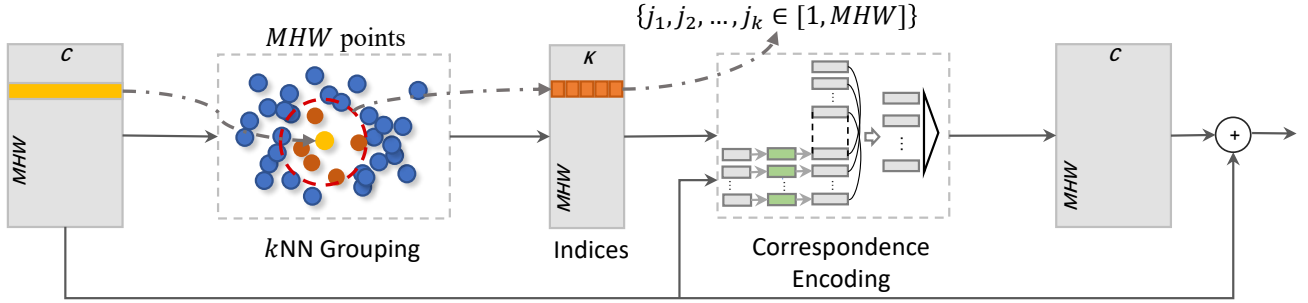 {j₁, j₂, …, jₖ ∈ [1, MHW]}
MHW points
C
MHW
K
MHW
C
MHW
+
kNN Grouping
Indices
Correspondence
Encoding